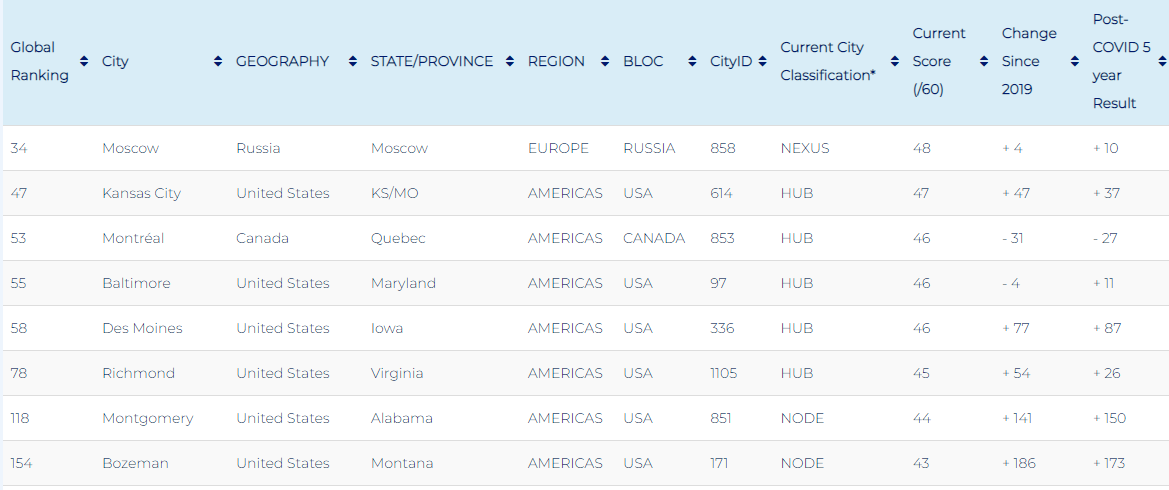 Global Ranking City GEOGRAPHY STATE/PROVINCE REGION BLOC CityID Current City Classification* Current Score (/60) Change Since 2019 Post-COVID 5 year Result
34 Moscow Russia Moscow EUROPE RUSSIA 858 NEXUS 48 + 4 + 10
47 Kansas City United States KS/MO AMERICAS USA 614 HUB 47 + 47 + 37
53 Montréal Canada Quebec AMERICAS CANADA 853 HUB 46 - 31 - 27
55 Baltimore United States Maryland AMERICAS USA 97 HUB 46 - 4 + 11
58 Des Moines United States Iowa AMERICAS USA 336 HUB 46 + 77 + 87
78 Richmond United States Virginia AMERICAS USA 1105 HUB 45 + 54 + 26
118 Montgomery United States Alabama AMERICAS USA 851 NODE 44 + 141 + 150
154 Bozeman United States Montana AMERICAS USA 171 NODE 43 + 186 + 173